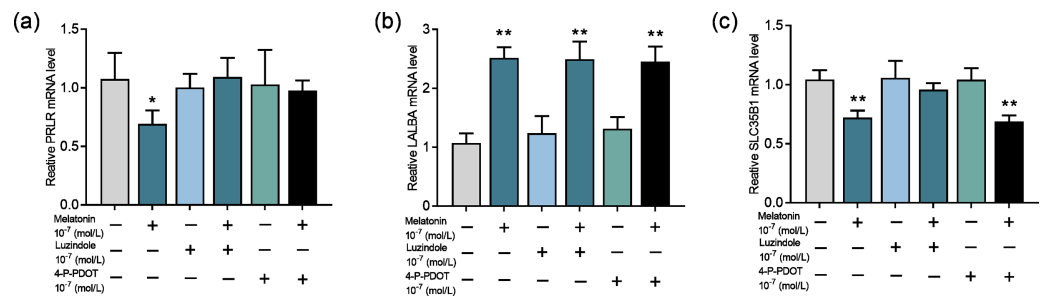 (a)
Reative PRLR mRNA level
1.5
1.0
0.5
0.0
*
Melatonin — + — + — +
10-7 (mol/L)
Luzindole — — + + — —
10-7 (mol/L)
4-P-PDOT — — — — + +
10-7 (mol/L)
(b)
Reative LALBA mRNA level
3
2
1
0
** ** **
Melatonin — + — + — +
10-7 (mol/L)
Luzindole — — + + — —
10-7 (mol/L)
4-P-PDOT — — — — + +
10-7 (mol/L)
(c)
Relative SLC35B1 mRNA level
1.5
1.0
0.5
0.0
** **
Melatonin — + — + — +
10-7 (mol/L)
Luzindole — — + + — —
10-7 (mol/L)
4-P-PDOT — — — — + +
10-7 (mol/L)